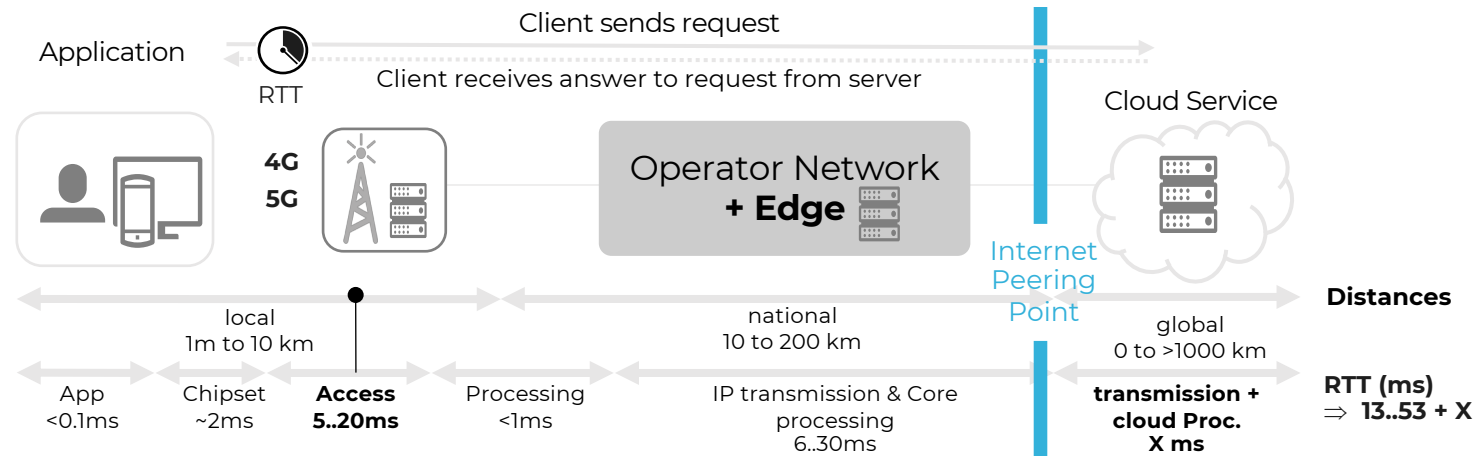 Client sends request
Application
Client receives answer to request from server
RTT
Cloud Service
4G
5G
Operator Network
+ Edge
Internet
Peering
Point
Distances
local
1m to 10 km
national
10 to 200 km
global
0 to >1000 km
App
<0.1ms
Chipset
~2ms
Access
5..20ms
Processing
<1ms
IP transmission & Core
processing
6..30ms
transmission +
cloud Proc.
X ms
RTT (ms)
⇒ 13..53 + X